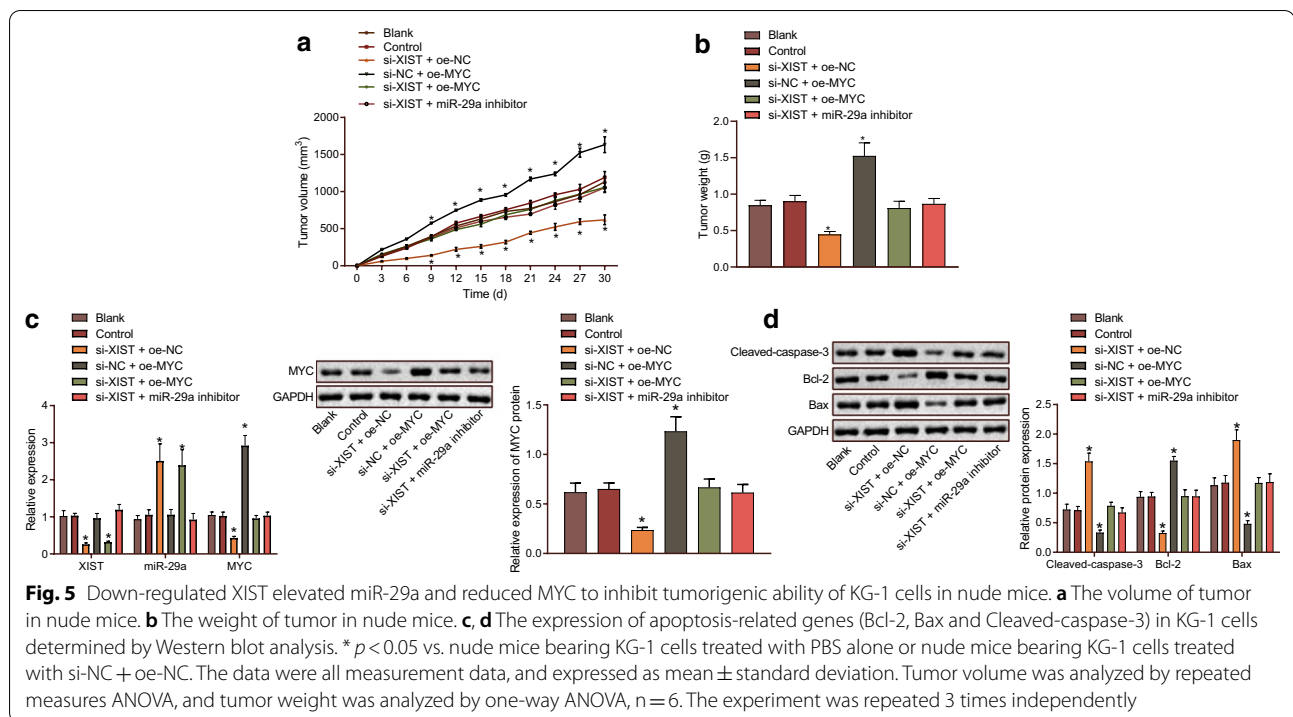 a
Blank
Control
si-XIST + oe-NC
si-NC + oe-MYC
si-XIST + oe-MYC
si-XIST + miR-29a inhibitor
Tumor volume (mm³)
2000
1500
1000
500
0
0 3 6 9 12 15 18 21 24 27 30
Time (d)
* * * * * * * *
* * * * * * * *
b
Blank
Control
si-XIST + oe-NC
si-NC + oe-MYC
si-XIST + oe-MYC
si-XIST + miR-29a inhibitor
Tumor weight (g)
2.0
1.5
1.0
0.5
0.0
* *
c
Blank
Control
si-XIST + oe-NC
si-NC + oe-MYC
si-XIST + oe-MYC
si-XIST + miR-29a inhibitor
Relative expression
4
3
2
1
0
* * * * * *
XIST miR-29a MYC
MYC
GAPDH
Blank
Control
si-XIST + oe-NC
si-NC + oe-MYC
si-XIST + oe-MYC
si-XIST + miR-29a inhibitor
Blank
Control
si-XIST + oe-NC
si-NC + oe-MYC
si-XIST + oe-MYC
si-XIST + miR-29a inhibitor
Relative expression of MYC protein
1.5
1.0
0.5
0.0
* *
d
Cleaved-caspase-3
Bcl-2
Bax
GAPDH
Blank
Control
si-XIST + oe-NC
si-NC + oe-MYC
si-XIST + oe-MYC
si-XIST + miR-29a inhibitor
Blank
Control
si-XIST + oe-NC
si-NC + oe-MYC
si-XIST + oe-MYC
si-XIST + miR-29a inhibitor
Relative protein expression
2.5
2.0
1.5
1.0
0.5
0.0
* * * * * *
Cleaved-caspase-3 Bcl-2 Bax
Fig. 5 Down-regulated XIST elevated miR-29a and reduced MYC to inhibit tumorigenic ability of KG-1 cells in nude mice. a The volume of tumor
in nude mice. b The weight of tumor in nude mice. c, d The expression of apoptosis-related genes (Bcl-2, Bax and Cleaved-caspase-3) in KG-1 cells
determined by Western blot analysis. * p < 0.05 vs. nude mice bearing KG-1 cells treated with PBS alone or nude mice bearing KG-1 cells treated
with si-NC + oe-NC. The data were all measurement data, and expressed as mean ± standard deviation. Tumor volume was analyzed by repeated
measures ANOVA, and tumor weight was analyzed by one-way ANOVA, n = 6. The experiment was repeated 3 times independently